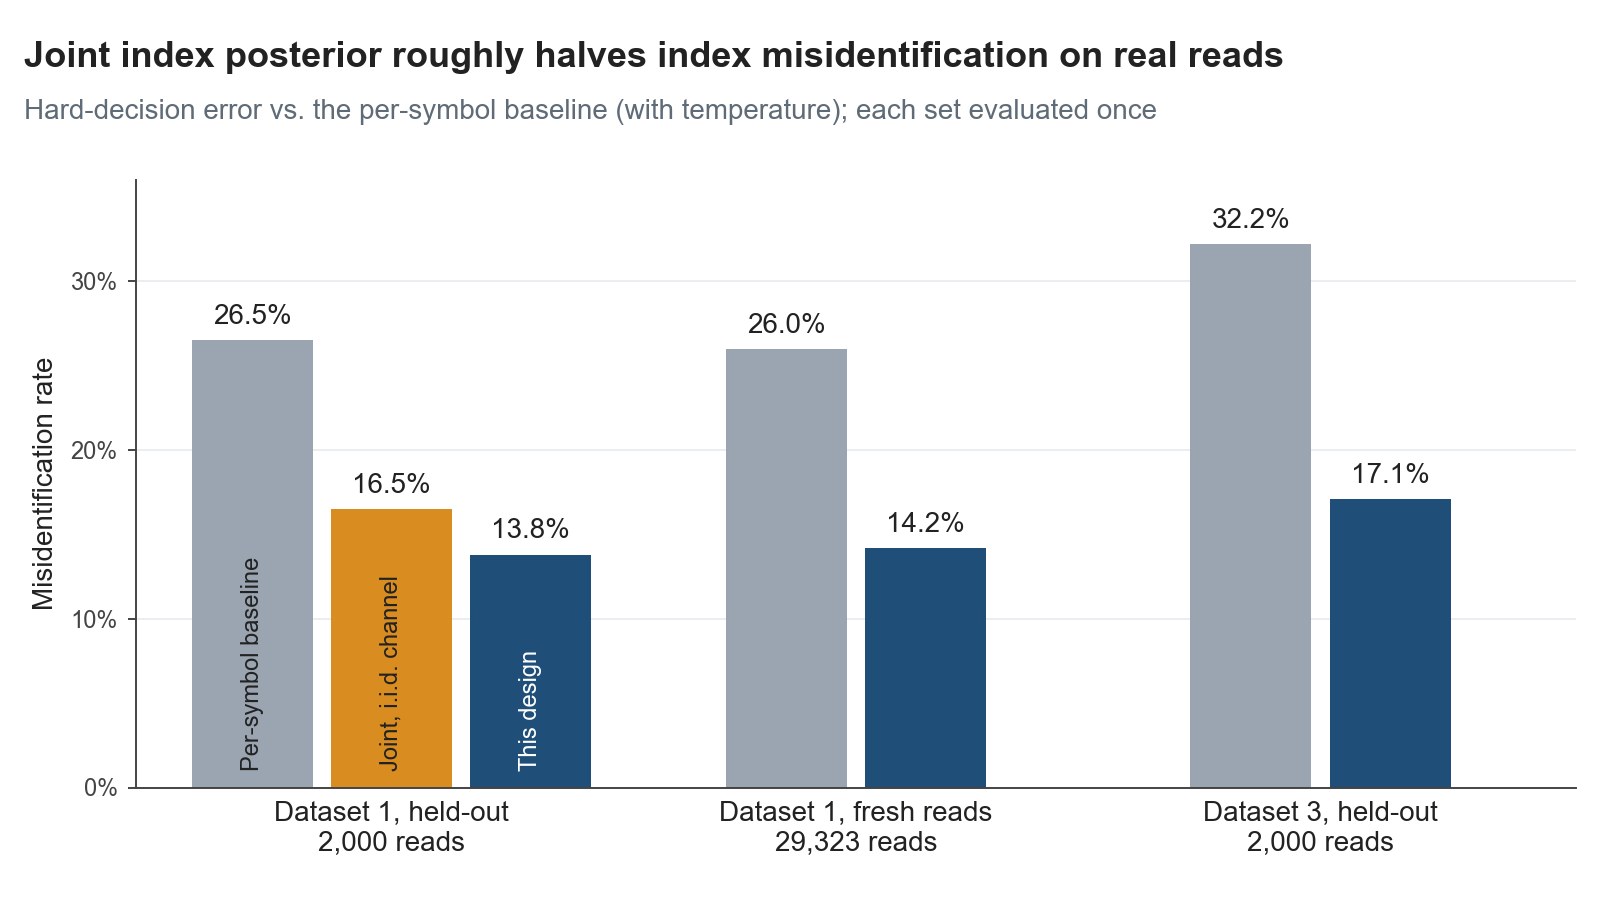 Joint index posterior roughly halves index misidentification on real reads
Hard-decision error vs. the per-symbol baseline (with temperature); each set evaluated once
Misidentification rate
30%
20%
10%
0%
26.5%
16.5%
13.8%
26.0%
14.2%
32.2%
17.1%
Per-symbol baseline
Joint, i.i.d. channel
This design
Dataset 1, held-out
2,000 reads
Dataset 1, fresh reads
29,323 reads
Dataset 3, held-out
2,000 reads